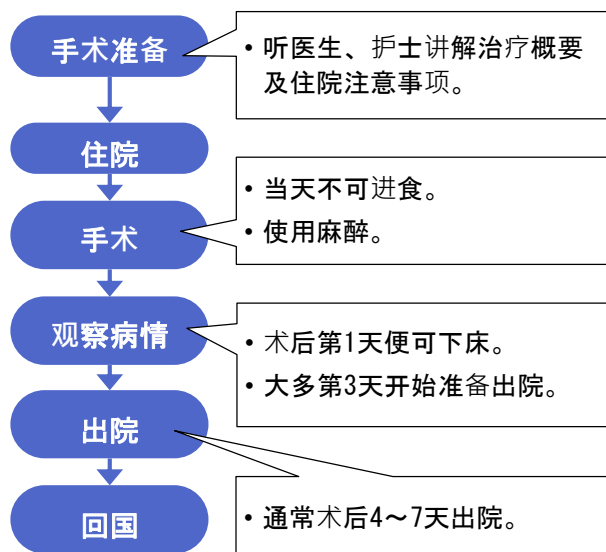 手术准备
• 听医生、护士讲解治疗概要
及住院注意事项。
住院
• 当天不可进食。
• 使用麻醉。
手术
观察病情
• 术后第1天便可下床。
• 大多第3天开始准备出院。
出院
• 通常术后4～7天出院。
回国